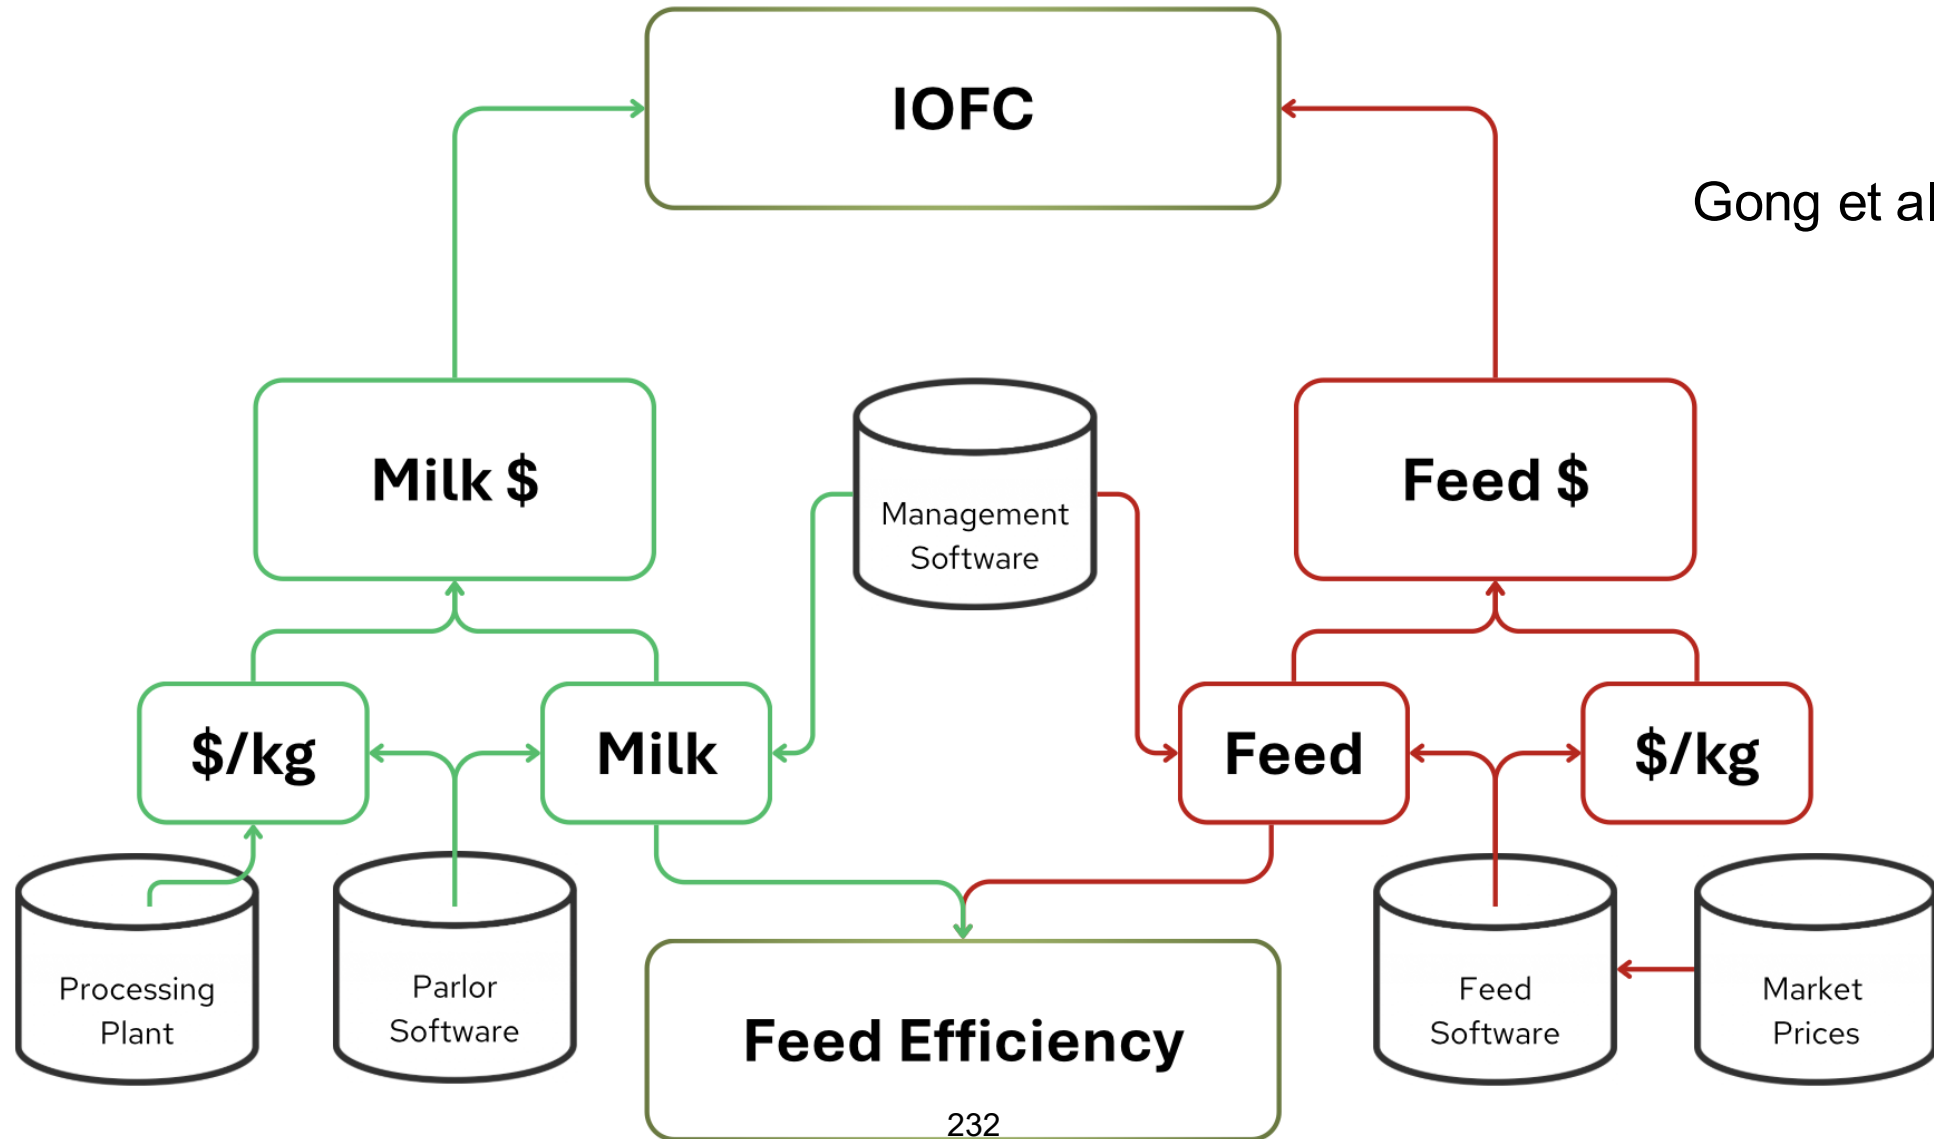 IOFC
Gong et al
Milk $
Management
Software
Feed $
$/kg
Milk
Feed
$/kg
Processing
Plant
Parlor
Software
Feed Efficiency
Feed
Software
Market
Prices
232